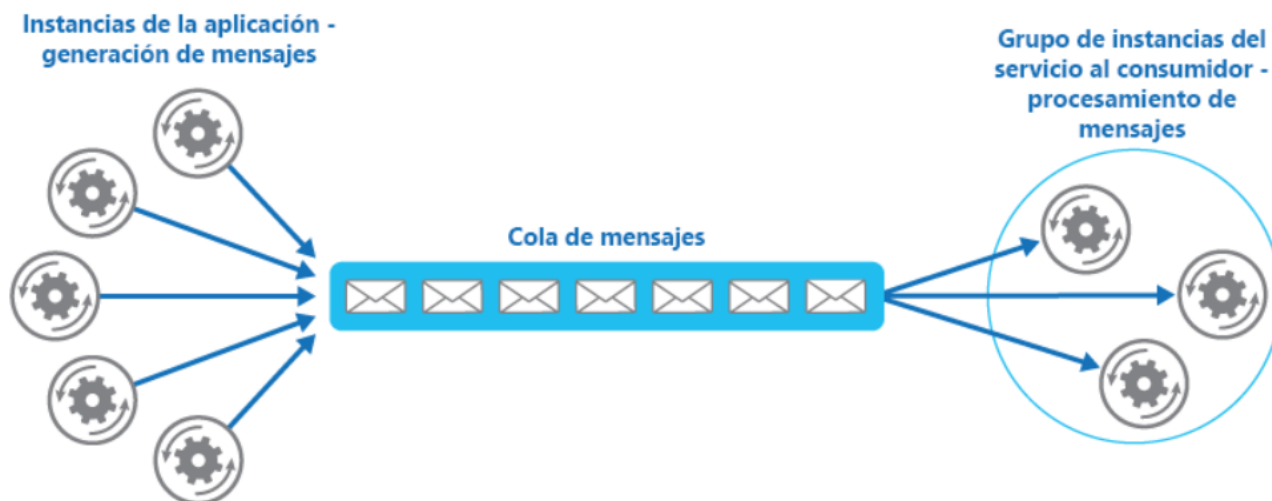 Instancias de la aplicación -
generación de mensajes
Grupo de instancias del
servicio al consumidor -
procesamiento de
mensajes
Cola de mensajes